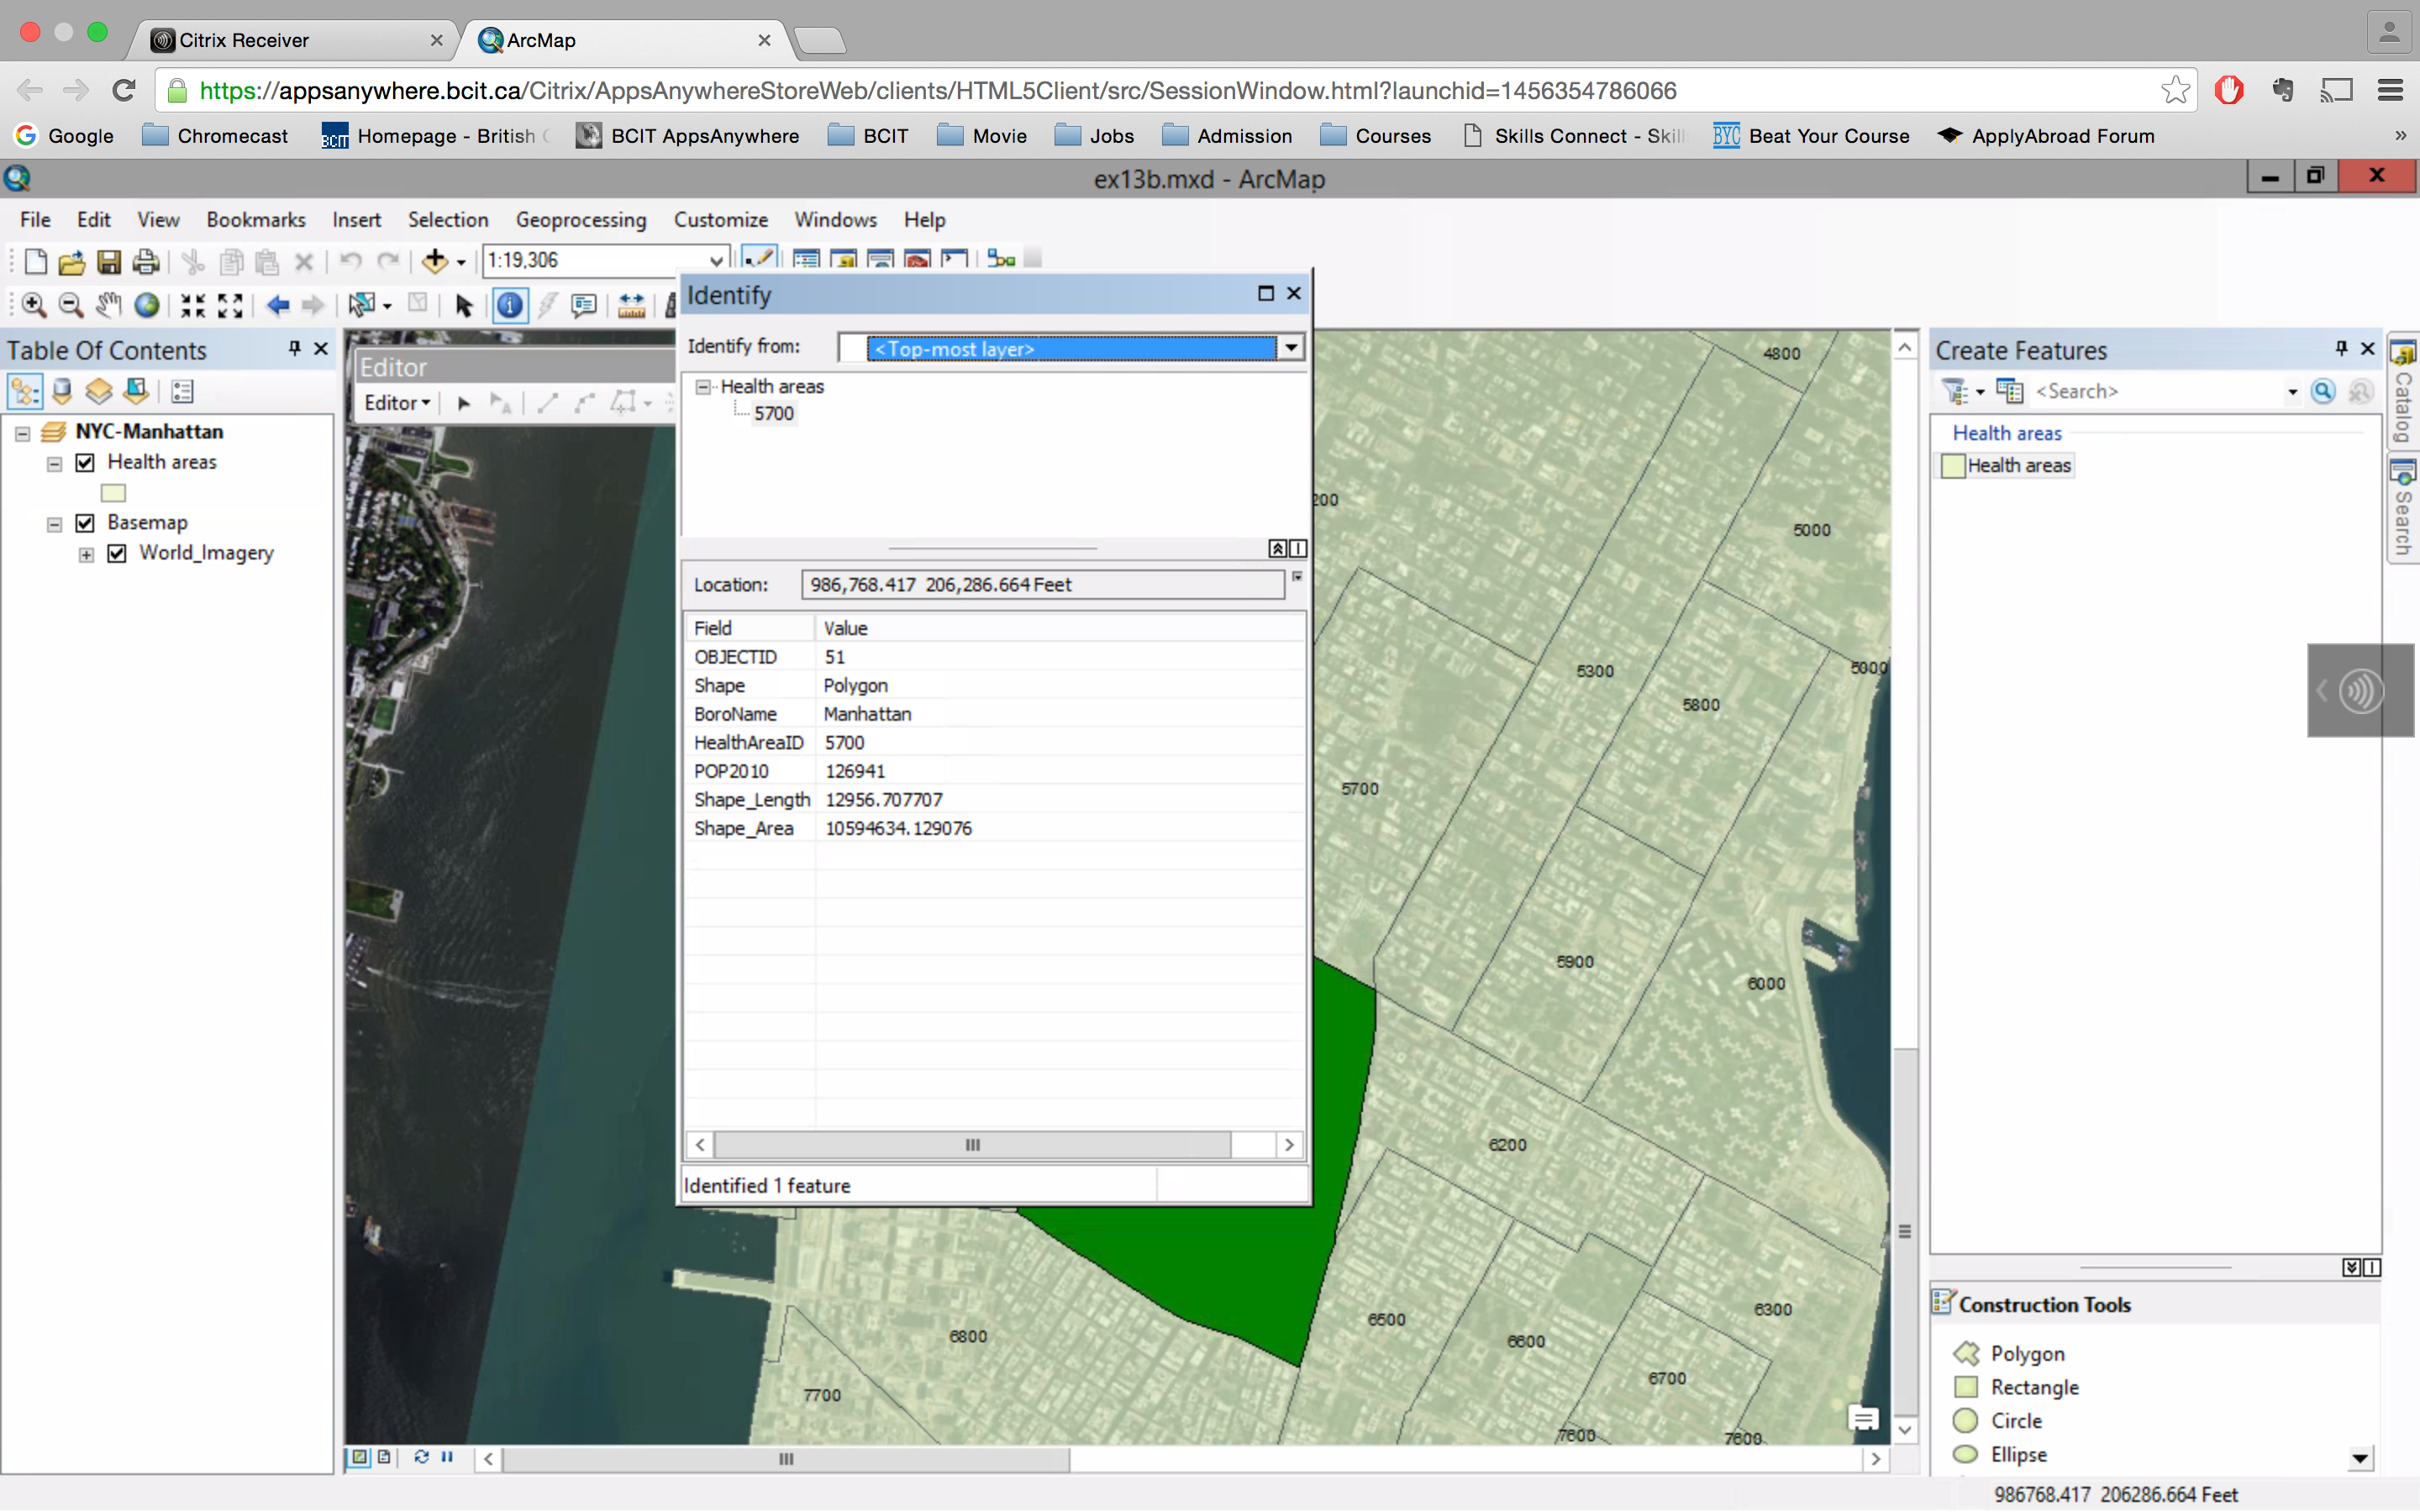 Citrix Receiver
ArcMap
https://appsanywhere.bcit.ca/Citrix/AppsAnywhereStoreWeb/clients/HTML5Client/src/SessionWindow.html?launchid=1456354786066
Google Chromecast Homepage - British BCIT AppsAnywhere BCIT Movie Jobs Admission Courses Skills Connect - Skil BYC Beat Your Course ApplyAbroad Forum »
ex13b.mxd - ArcMap
File Edit View Bookmarks Insert Selection Geoprocessing Customize Windows Help
1:19,306
Table Of Contents
NYC-Manhattan
Health areas
Basemap
World_Imagery
Editor
Editor
Identify
Identify from: <Top-most layer>
Health areas
5700
Location: 986,768.417 206,286.664 Feet
Field Value
OBJECTID 51
Shape Polygon
BoroName Manhattan
HealthAreaID 5700
POP2010 126941
Shape_Length 12956.707707
Shape_Area 10594634.129076
Identified 1 feature
4800
200
5000
5300
5000
5800
5700
5900
6000
6200
6300
6500
6800
6600
6700
7700
7600
7600
Create Features
<Search>
Health areas
Health areas
Catalog
Search
Construction Tools
Polygon
Rectangle
Circle
Ellipse
986768.417 206286.664 Feet